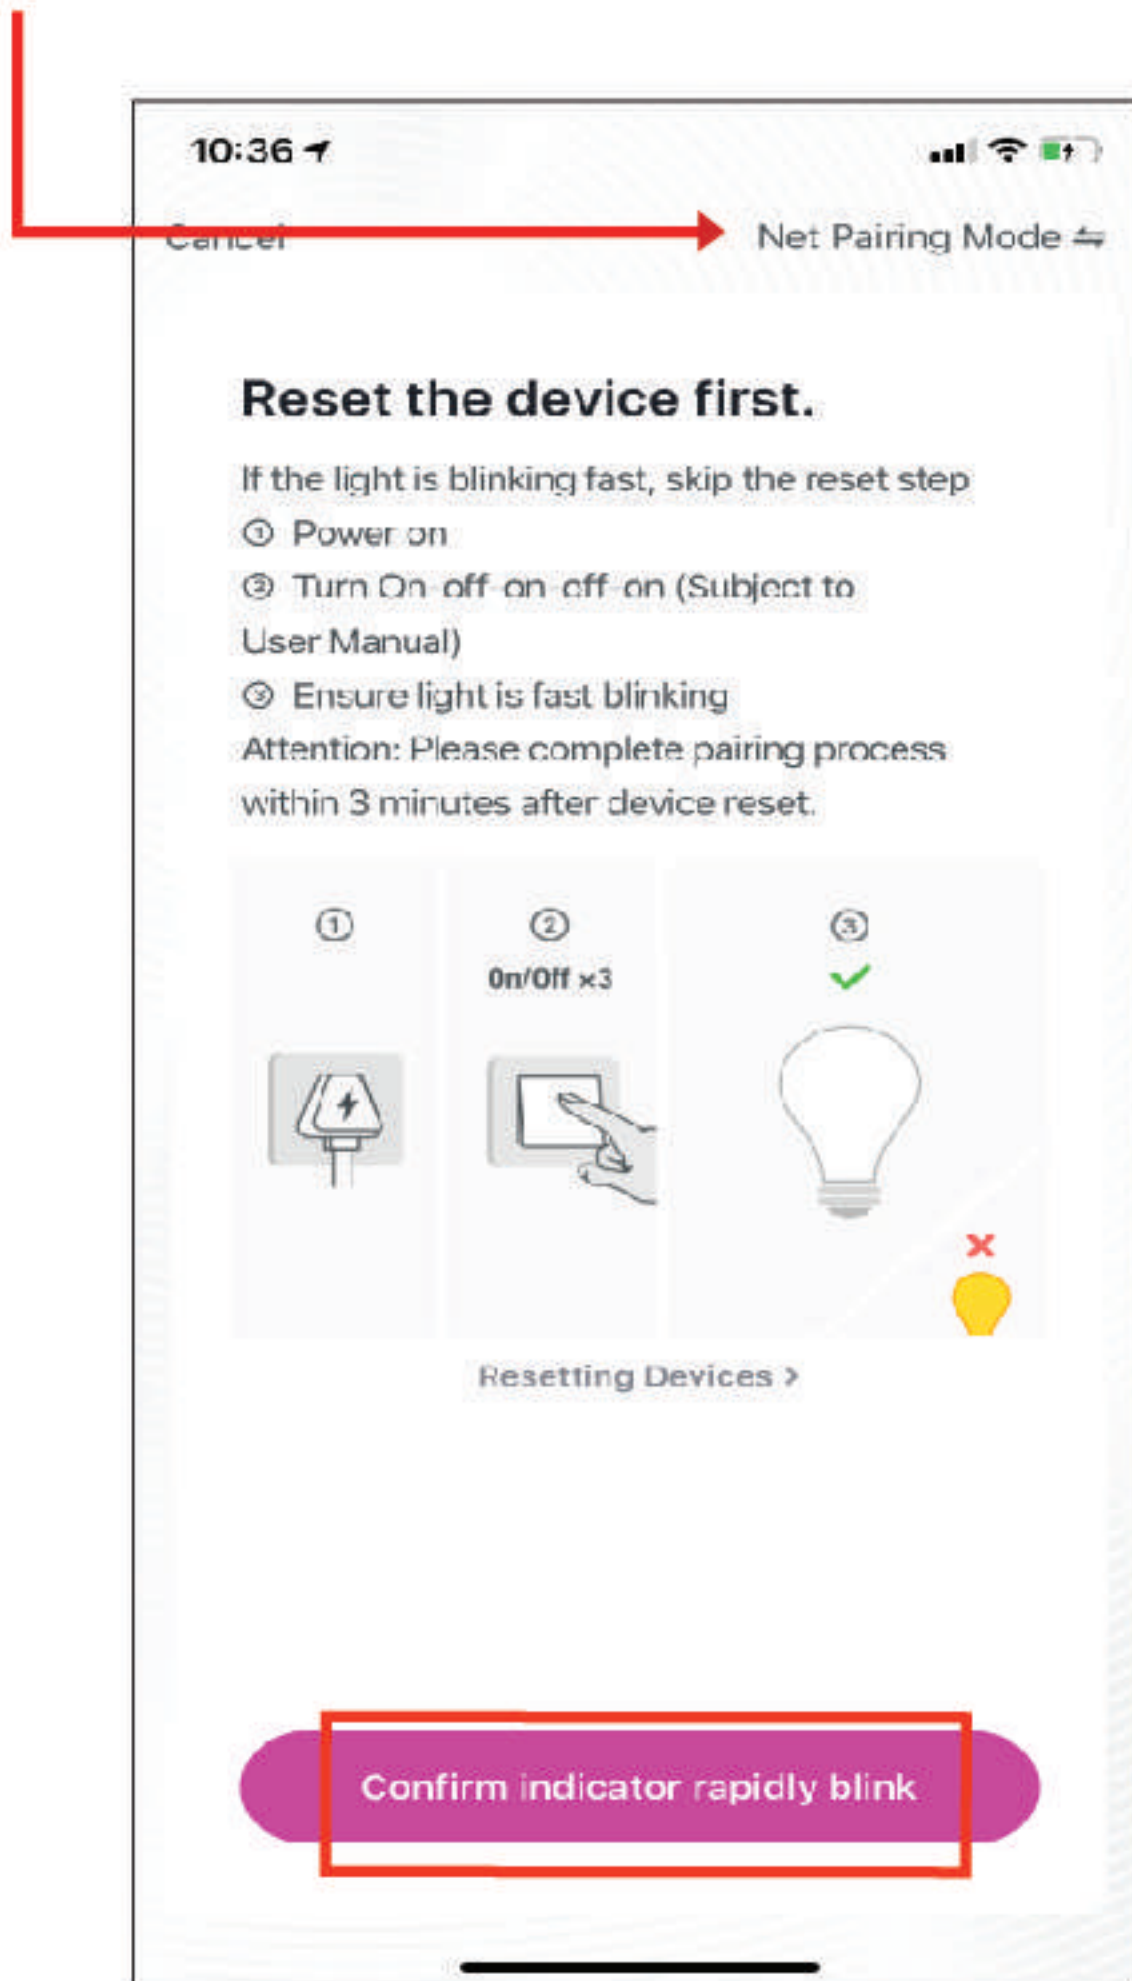 10:36
Cancel
Net Pairing Mode ⇋
Reset the device first.
If the light is blinking fast, skip the reset step
① Power on
② Turn On-off-on-off-on (Subject to
User Manual)
③ Ensure light is fast blinking
Attention: Please complete pairing process
within 3 minutes after device reset.
① ② ③
On/Off ×3
Resetting Devices >
Confirm indicator rapidly blink